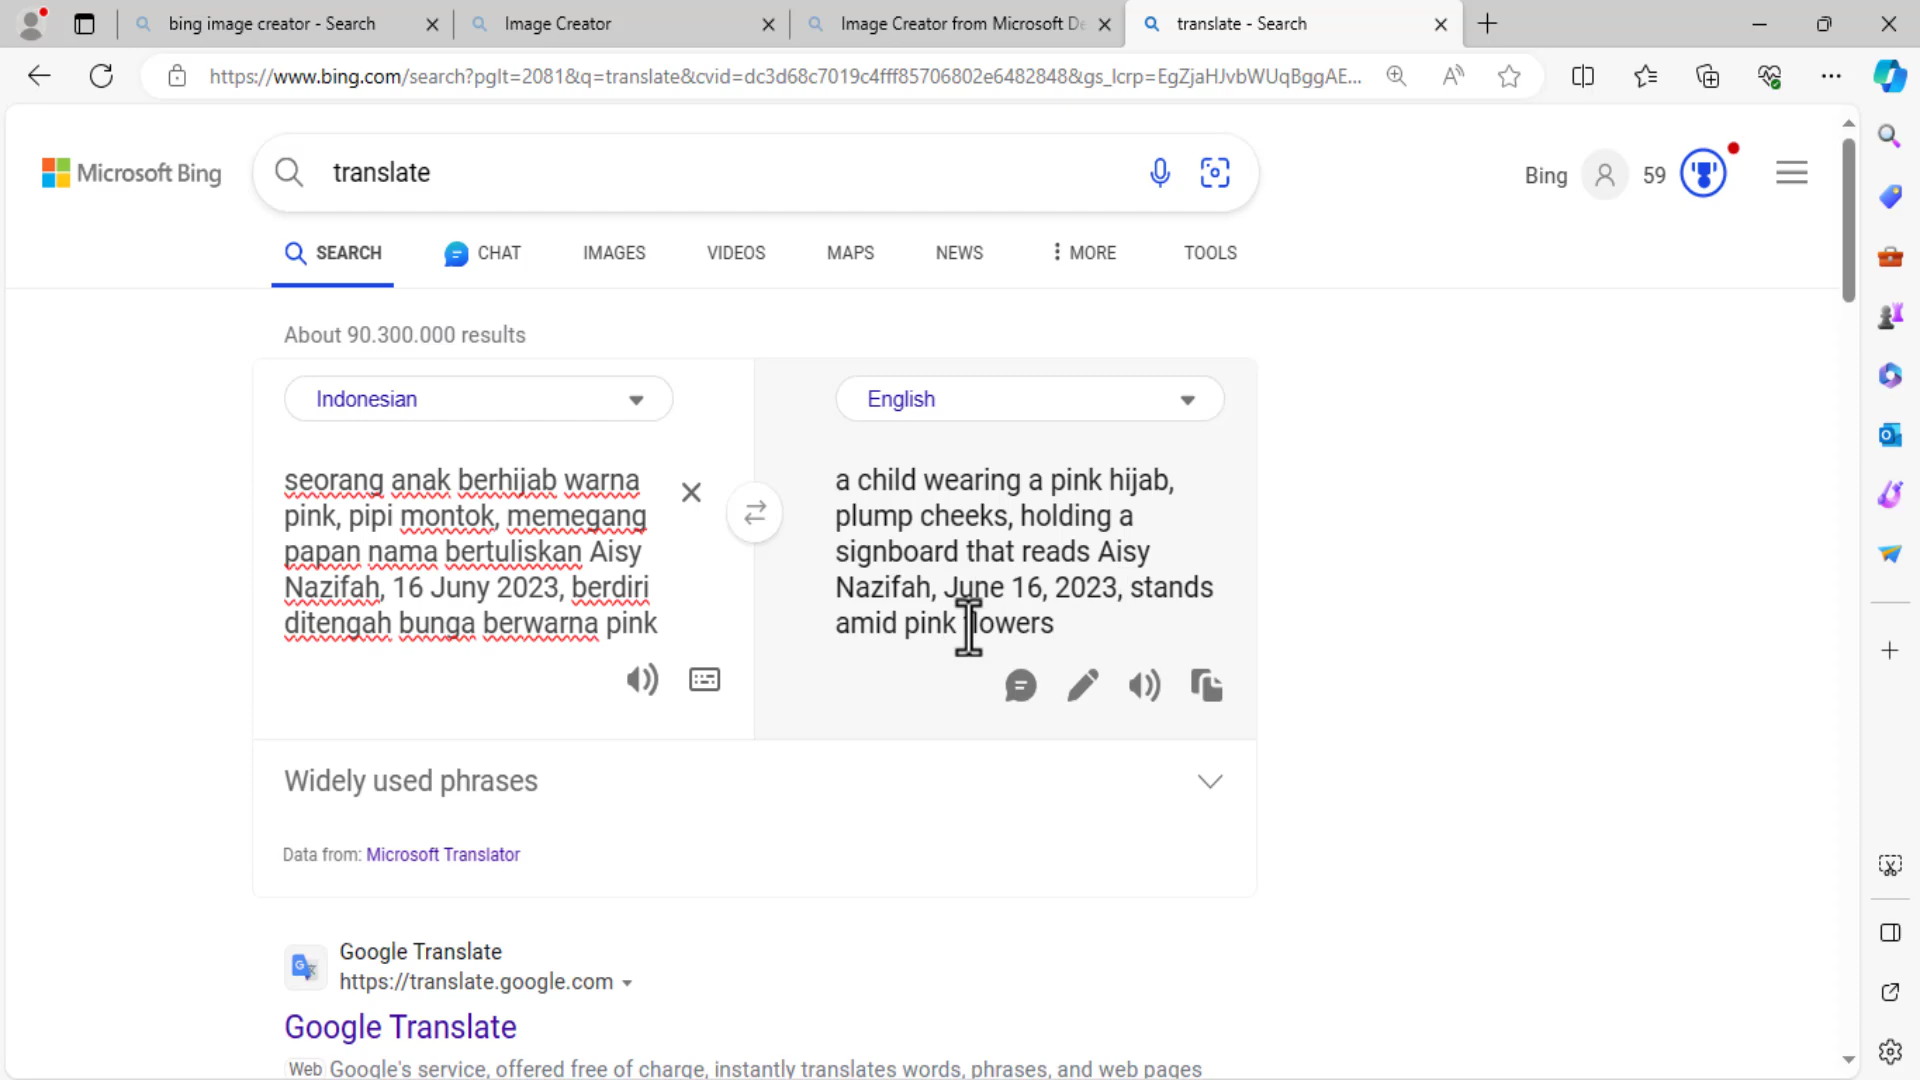 bing image creator - Search
Image Creator
Image Creator from Microsoft De
translate - Search
https://www.bing.com/search?pglt=2081&q=translate&cvid=dc3d68c7019c4fff85706802e6482848&gs_lcrp=EgZjaHJvbWUqBggAE...
Microsoft Bing
translate
Bing
59
SEARCH
CHAT
IMAGES
VIDEOS
MAPS
NEWS
MORE
TOOLS
About 90.300.000 results
Indonesian
English
seorang anak berhijab warna
pink, pipi montok, memegang
papan nama bertuliskan Aisy
Nazifah, 16 Juny 2023, berdiri
ditengah bunga berwarna pink
a child wearing a pink hijab,
plump cheeks, holding a
signboard that reads Aisy
Nazifah, June 16, 2023, stands
amid pink flowers
Widely used phrases
Data from: Microsoft Translator
Google Translate
https://translate.google.com
Google Translate
Web Google's service, offered free of charge, instantly translates words, phrases, and web pages